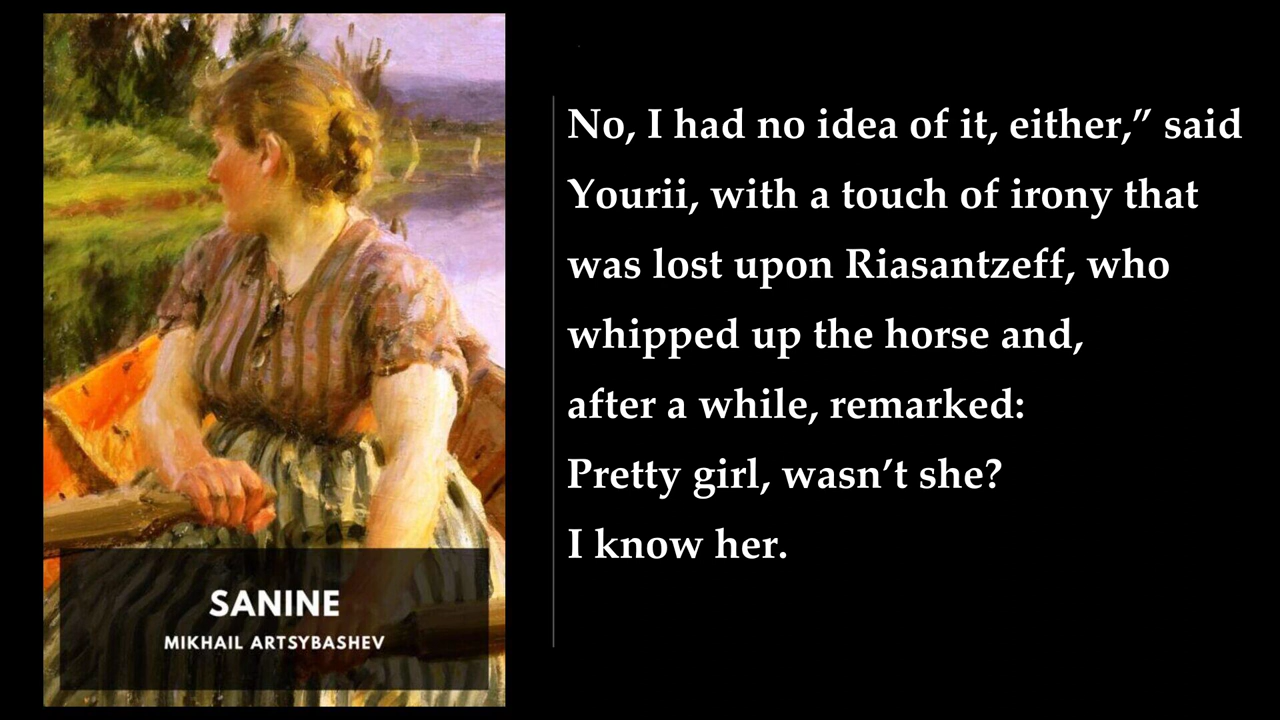 SANINE
MIKHAIL ARTSYBASHEV
No, I had no idea of it, either,” said
Yourii, with a touch of irony that
was lost upon Riasantzeff, who
whipped up the horse and,
after a while, remarked:
Pretty girl, wasn’t she?
I know her.